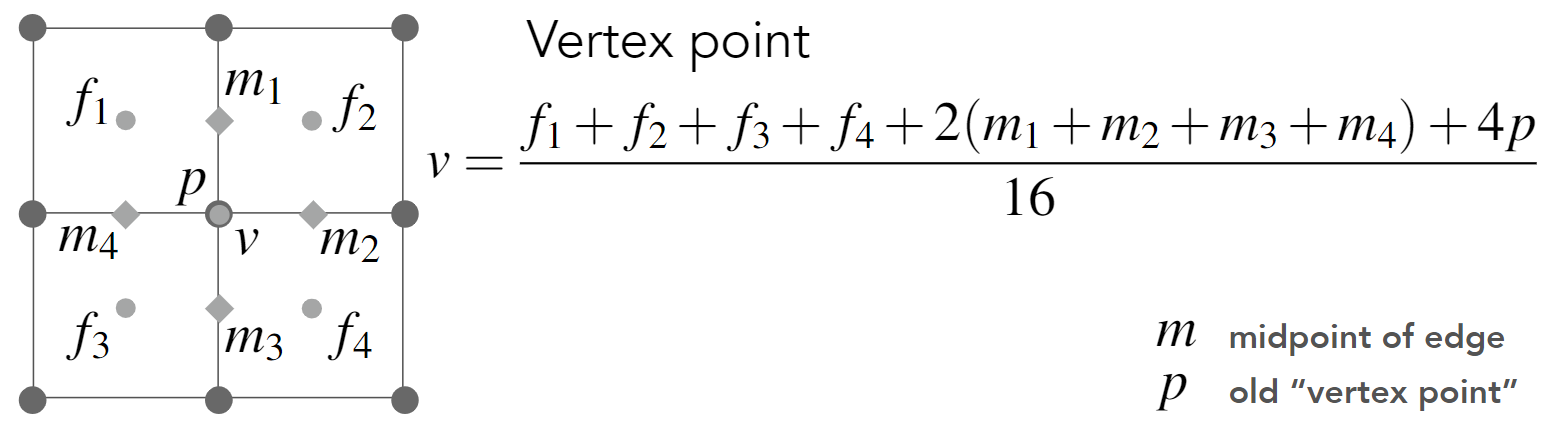 Vertex point
f₁ m₁ f₂
v = (f₁ + f₂ + f₃ + f₄ + 2(m₁ + m₂ + m₃ + m₄) + 4p) / 16
p
m₄ v m₂
f₃ m₃ f₄
m midpoint of edge
p old “vertex point”